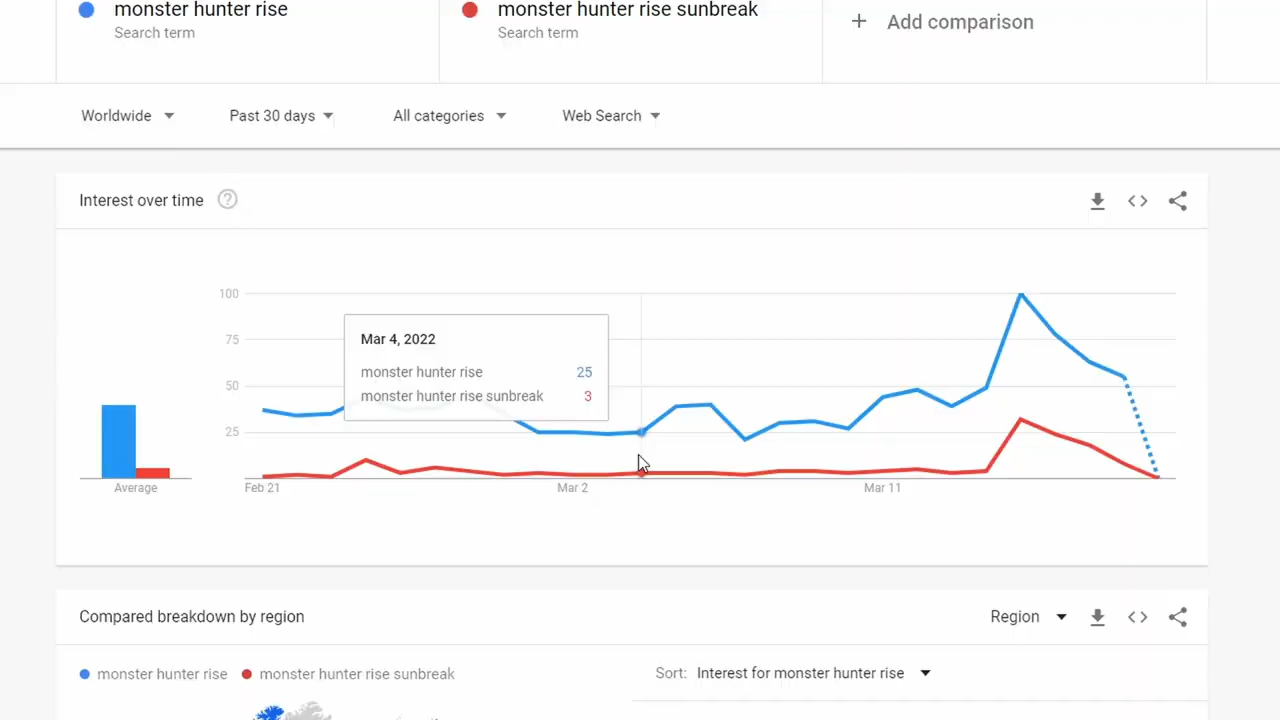 monster hunter rise
Search term
monster hunter rise sunbreak
Search term
+ Add comparison
Worldwide
Past 30 days
All categories
Web Search
Interest over time
?
100
75
50
25
Mar 4, 2022
monster hunter rise 25
monster hunter rise sunbreak 3
Average
Feb 21
Mar 2
Mar 11
Compared breakdown by region
Region
monster hunter rise
monster hunter rise sunbreak
Sort: Interest for monster hunter rise